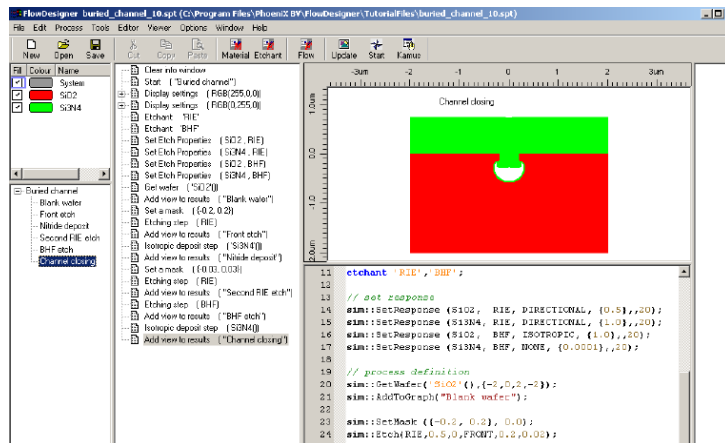 FlowDesigner buried_channel_10.spt (C:\Program Files\PhoeniX BV\FlowDesigner\TutorialFiles\buried_channel_10.spt)
File Edit Process Tools Editor Viewer Options Window Help
New Open Save Cut Copy Paste Material Etchant Flow Update Start Kamus
Fill Colour Name
System
SiO2
Si3N4
Buried channel
Blank wafer
Front etch
Nitride deposit
Second RIE etch
BHF etch
Channel closing
Clear info window
Start ("Buried channel")
Display settings (RGB(255,0,0))
Display settings (RGB(0,255,0))
Etchant 'RIE'
Etchant 'BHF'
Set Etch Properties (SiO2, RIE)
Set Etch Properties (Si3N4, RIE)
Set Etch Properties (SiO2, BHF)
Set Etch Properties (Si3N4, BHF)
Get wafer ('SiO2'())
Add view to results ("Blank wafer")
Set a mask ({-0.2, 0.2})
Etching step (RIE)
Add view to results ("Front etch")
Isotropic deposit step ('Si3N4'())
Add view to results ("Nitride deposit")
Set a mask ({-0.03, 0.03})
Etching step (RIE)
Add view to results ("Second RIE etch")
Etching step (BHF)
Add view to results ("BHF etch")
Isotropic deposit step (Si3N4())
Add view to results ("Channel closing")
-3um -2 -1 0 1 2 3um
1.0um
0.0
-1.0
2.0um
Channel closing
11 etchant 'RIE','BHF';
12
13 // set response
14 sim::SetResponse (SiO2, RIE, DIRECTIONAL, {0.5},,20);
15 sim::SetResponse (Si3N4, RIE, DIRECTIONAL, {1.0},,20);
16 sim::SetResponse (SiO2, BHF, ISOTROPIC, {1.0},,20);
17 sim::SetResponse (Si3N4, BHF, NONE, {0.0001},,20);
18
19 // process definition
20 sim::GetWafer('SiO2'(),{-2,0,2,-2});
21 sim::AddToGraph("Blank wafer");
22
23 sim::SetMask ({-0.2, 0.2}, 0.0);
24 sim::Etch(RIE,0.5,0,FRONT,0.2,0.02);